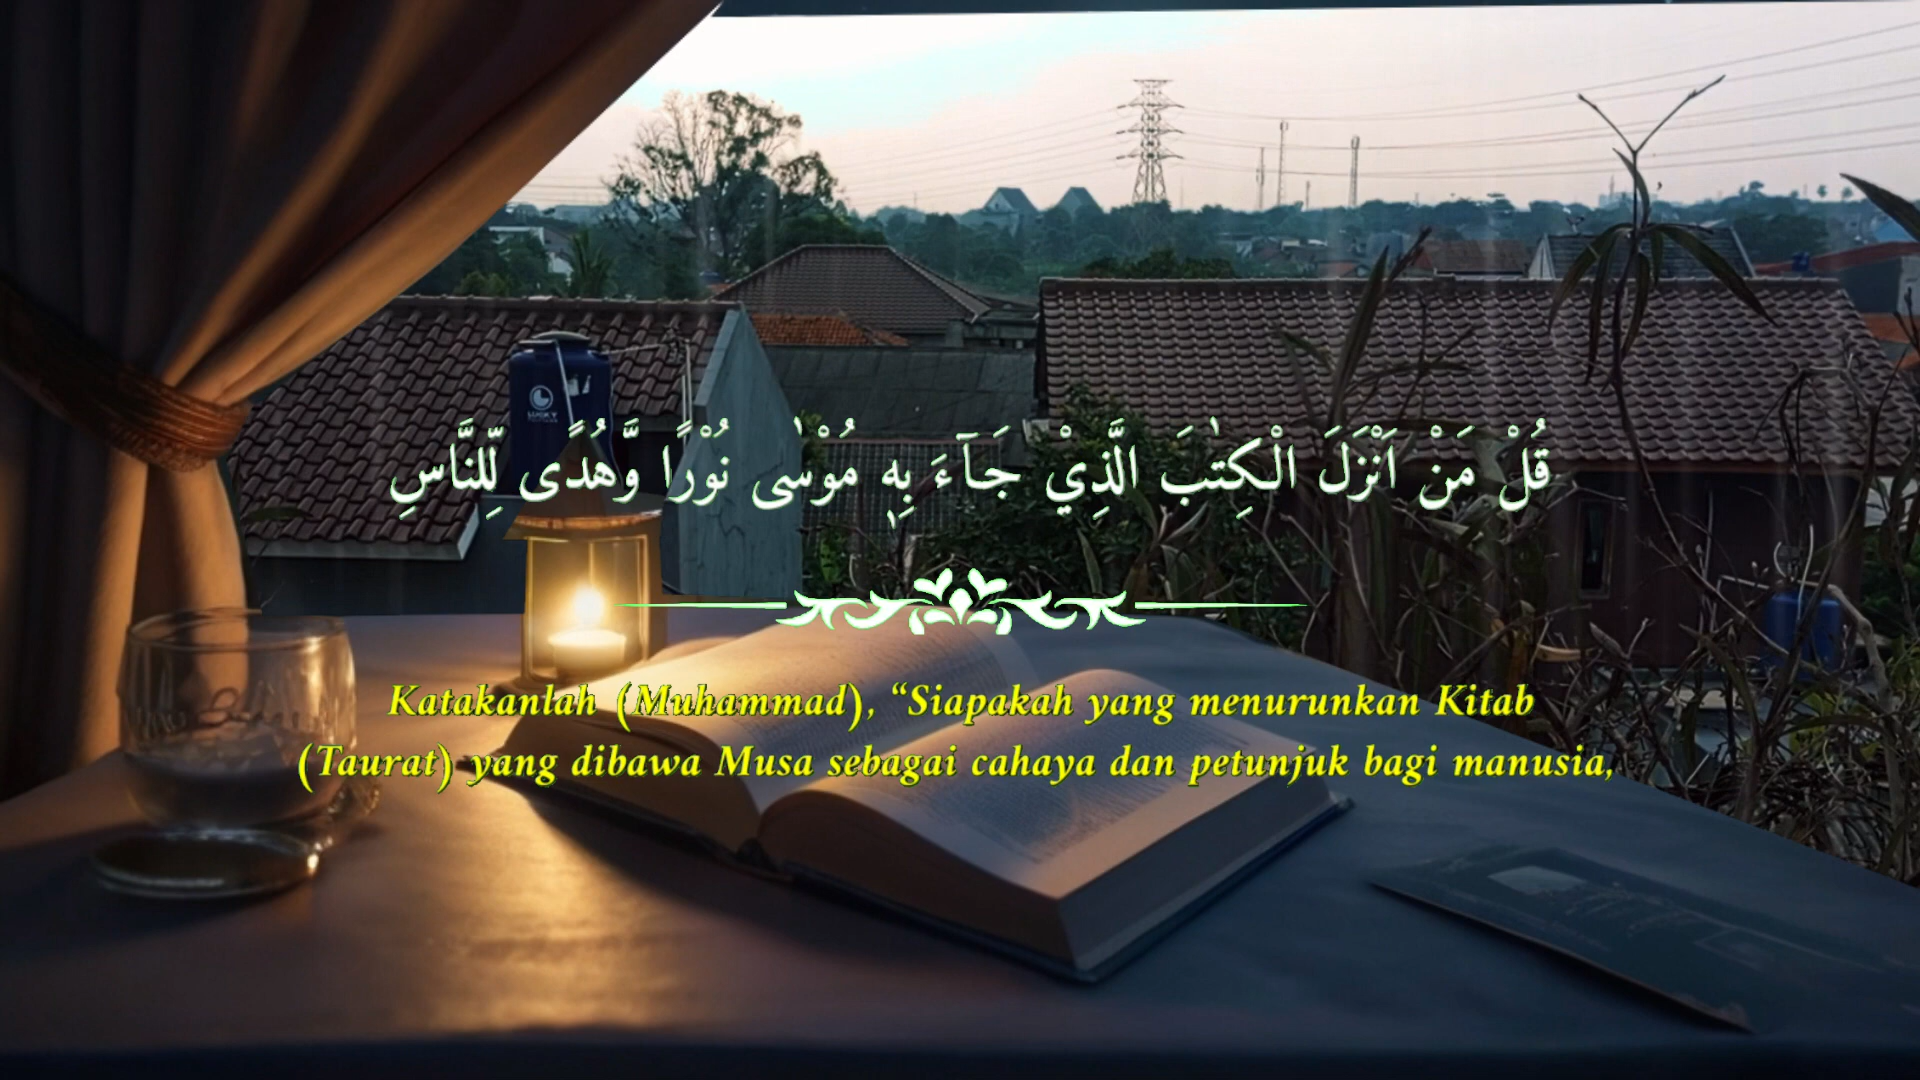 LUCKY
قُلْ مَنْ اَنْزَلَ الْكِتٰبَ الَّذِيْ جَاۤءَ بِهٖ مُوْسٰى نُوْرًا وَّهُدًى لِّلنَّاسِ
Katakanlah (Muhammad), “Siapakah yang menurunkan Kitab
(Taurat) yang dibawa Musa sebagai cahaya dan petunjuk bagi manusia,